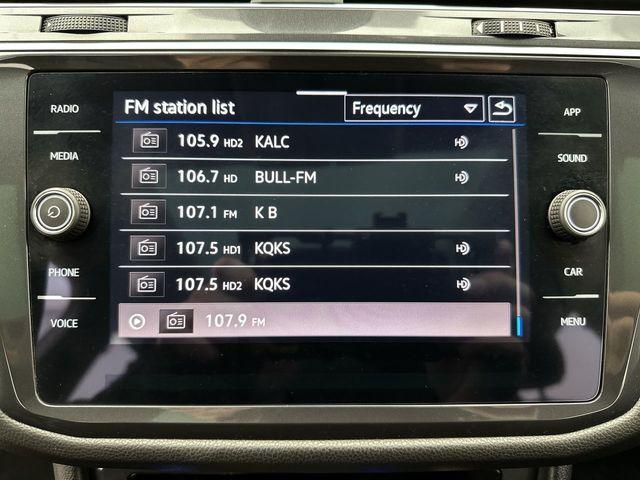 RADIO
MEDIA
PHONE
VOICE
FM station list
Frequency
105.9 HD2 KALC
106.7 HD BULL-FM
107.1 FM K B
107.5 HD1 KQKS
107.5 HD2 KQKS
107.9 FM
APP
SOUND
CAR
MENU